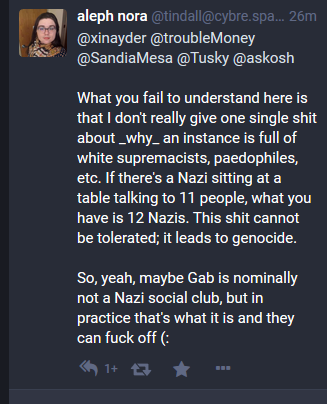 aleph nora @tindall@cybre.spa... 26m
@xinayder @troubleMoney
@SandiaMesa @Tusky @askosh
What you fail to understand here is
that I don't really give one single shit
about _why_ an instance is full of
white supremacists, paedophiles,
etc. If there's a Nazi sitting at a
table talking to 11 people, what you
have is 12 Nazis. This shit cannot
be tolerated; it leads to genocide.
So, yeah, maybe Gab is nominally
not a Nazi social club, but in
practice that's what it is and they
can fuck off (:
1+